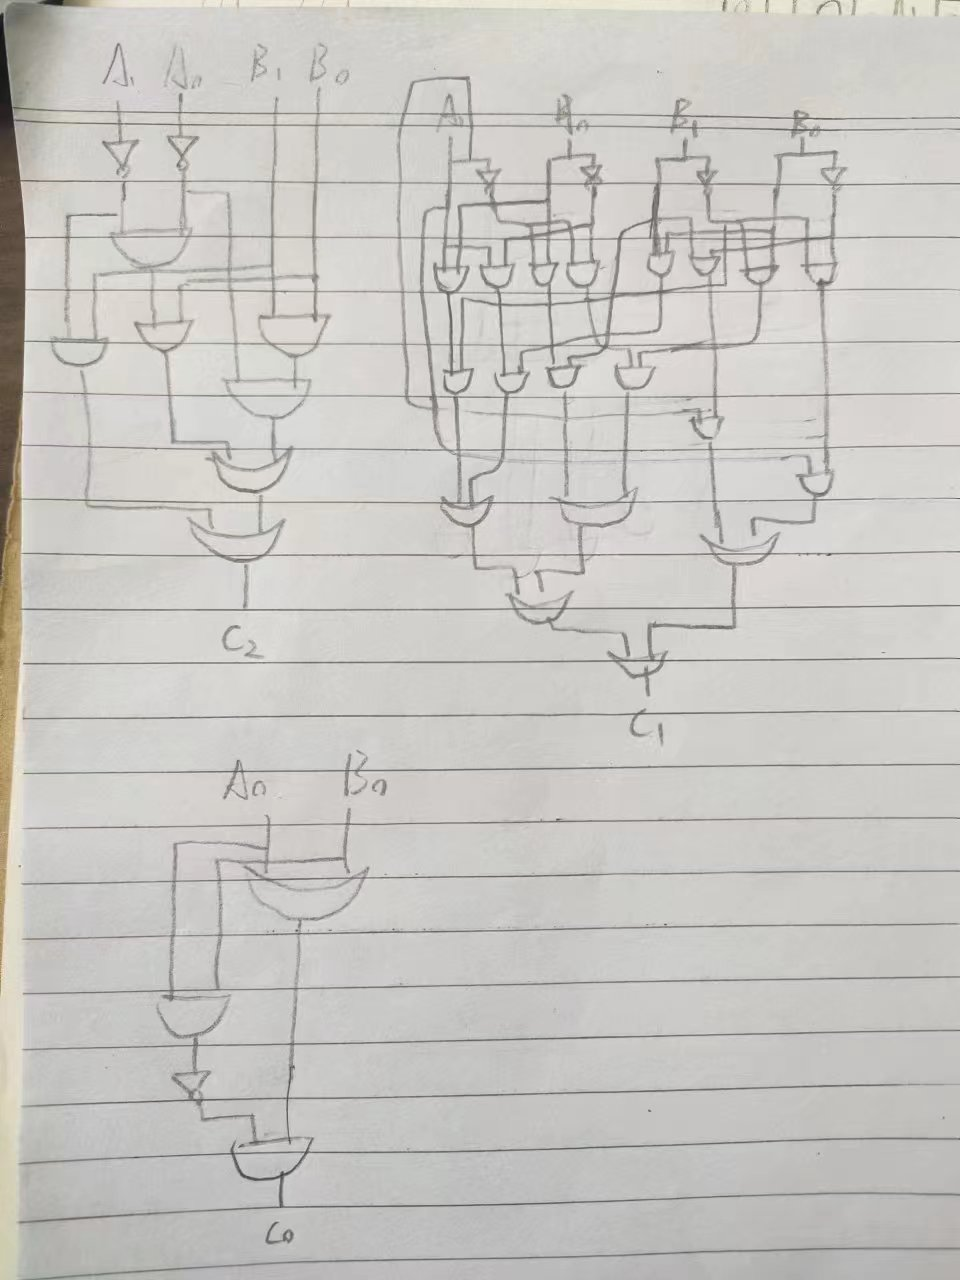 A₁ A₀ B₁ B₀
A₁ A₀ B₁ B₀
C₂
C₁
A₀ B₀
C₀